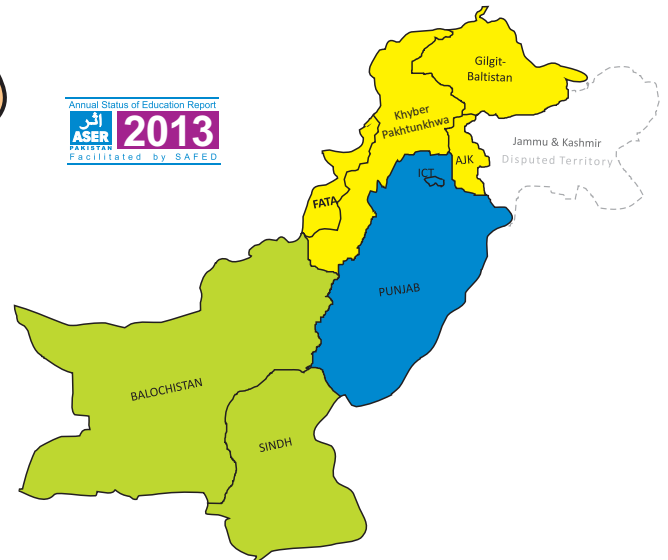 Annual Status of Education Report
اثر
ASER
PAKISTAN
2013
Facilitated by SAFED
Gilgit-
Baltistan
Khyber
Pakhtunkhwa
Jammu & Kashmir
Disputed Territory
AJK
ICT
FATA
PUNJAB
BALOCHISTAN
SINDH